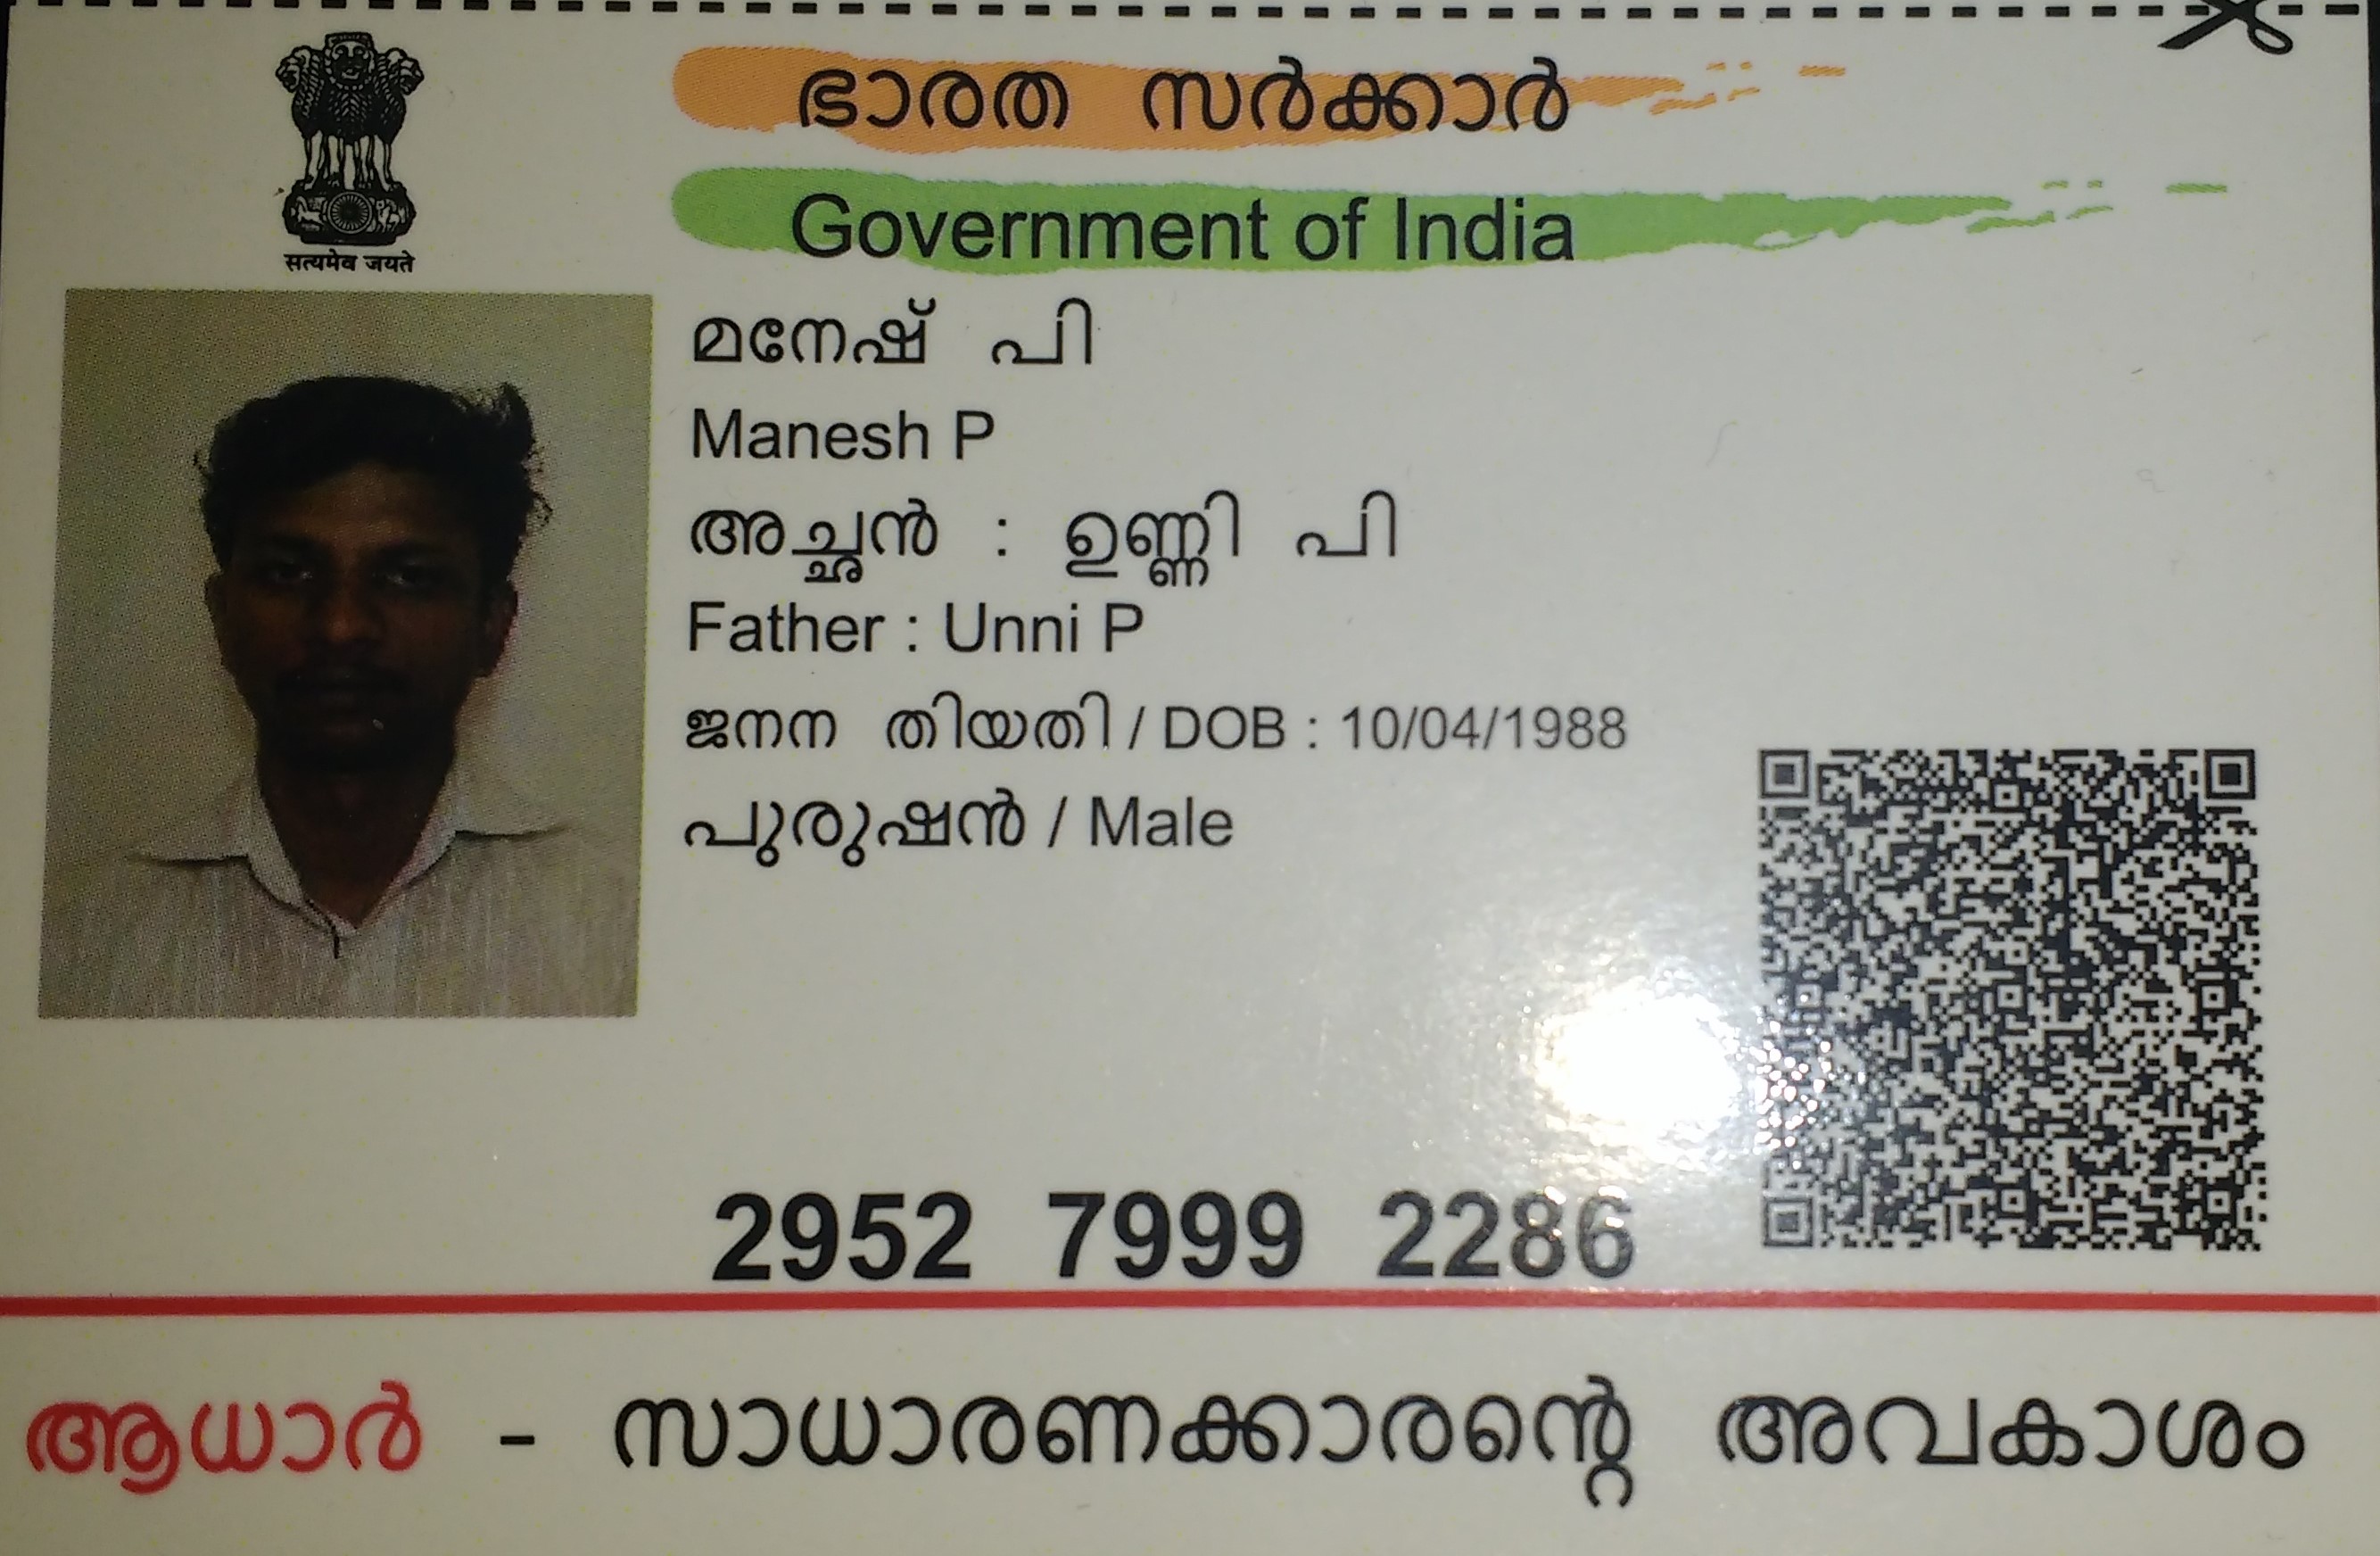 ഭാരത സർക്കാർ
Government of India
सत्यमेव जयते
മനേഷ് പി
Manesh P
അച്ഛൻ : ഉണ്ണി പി
Father : Unni P
ജനന തിയതി / DOB : 10/04/1988
പുരുഷൻ / Male
2952 7999 2286
ആധാർ - സാധാരണക്കാരന്റെ അവകാശം